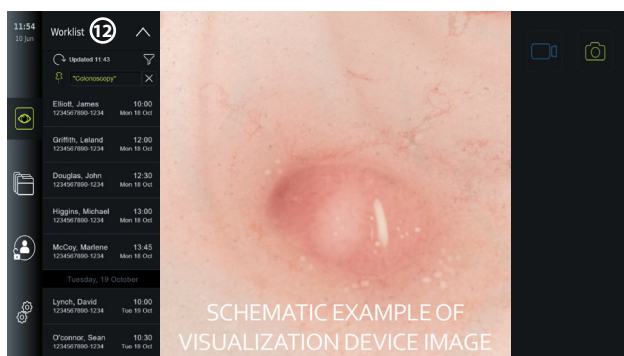 11:54
10 Jun
Worklist 12
Updated 11:43
"Colonoscopy"
Elliott, James 10:00
1234567890-1234 Mon 18 Oct
Griffith, Leland 12:00
1234567890-1234 Mon 18 Oct
Douglas, John 12:30
1234567890-1234 Mon 18 Oct
Higgins, Michael 13:00
1234567890-1234 Mon 18 Oct
McCoy, Marlene 13:45
1234567890-1234 Mon 18 Oct
Tuesday, 19 October
Lynch, David 10:00
1234567890-1234 Tue 19 Oct
O'connor, Sean 10:30
1234567890-1234 Tue 19 Oct
SCHEMATIC EXAMPLE OF
VISUALIZATION DEVICE IMAGE